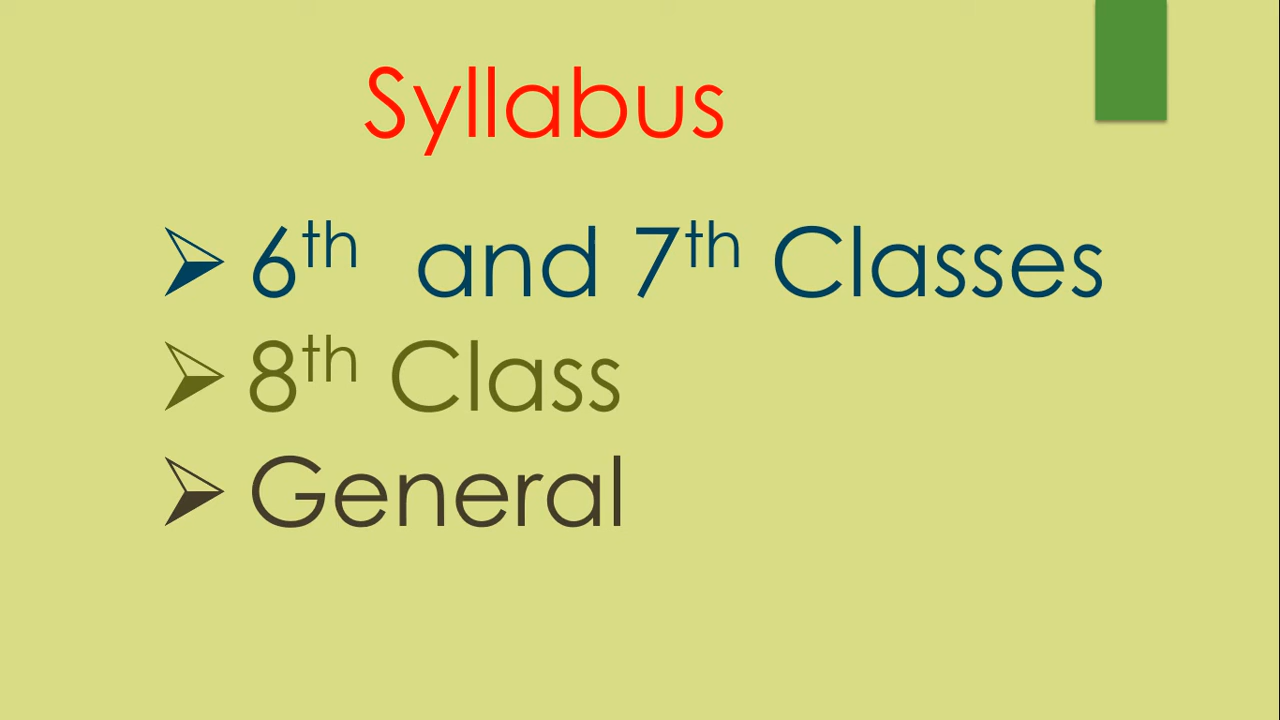 Syllabus
➢ 6th and 7th Classes
➢ 8th Class
➢ General